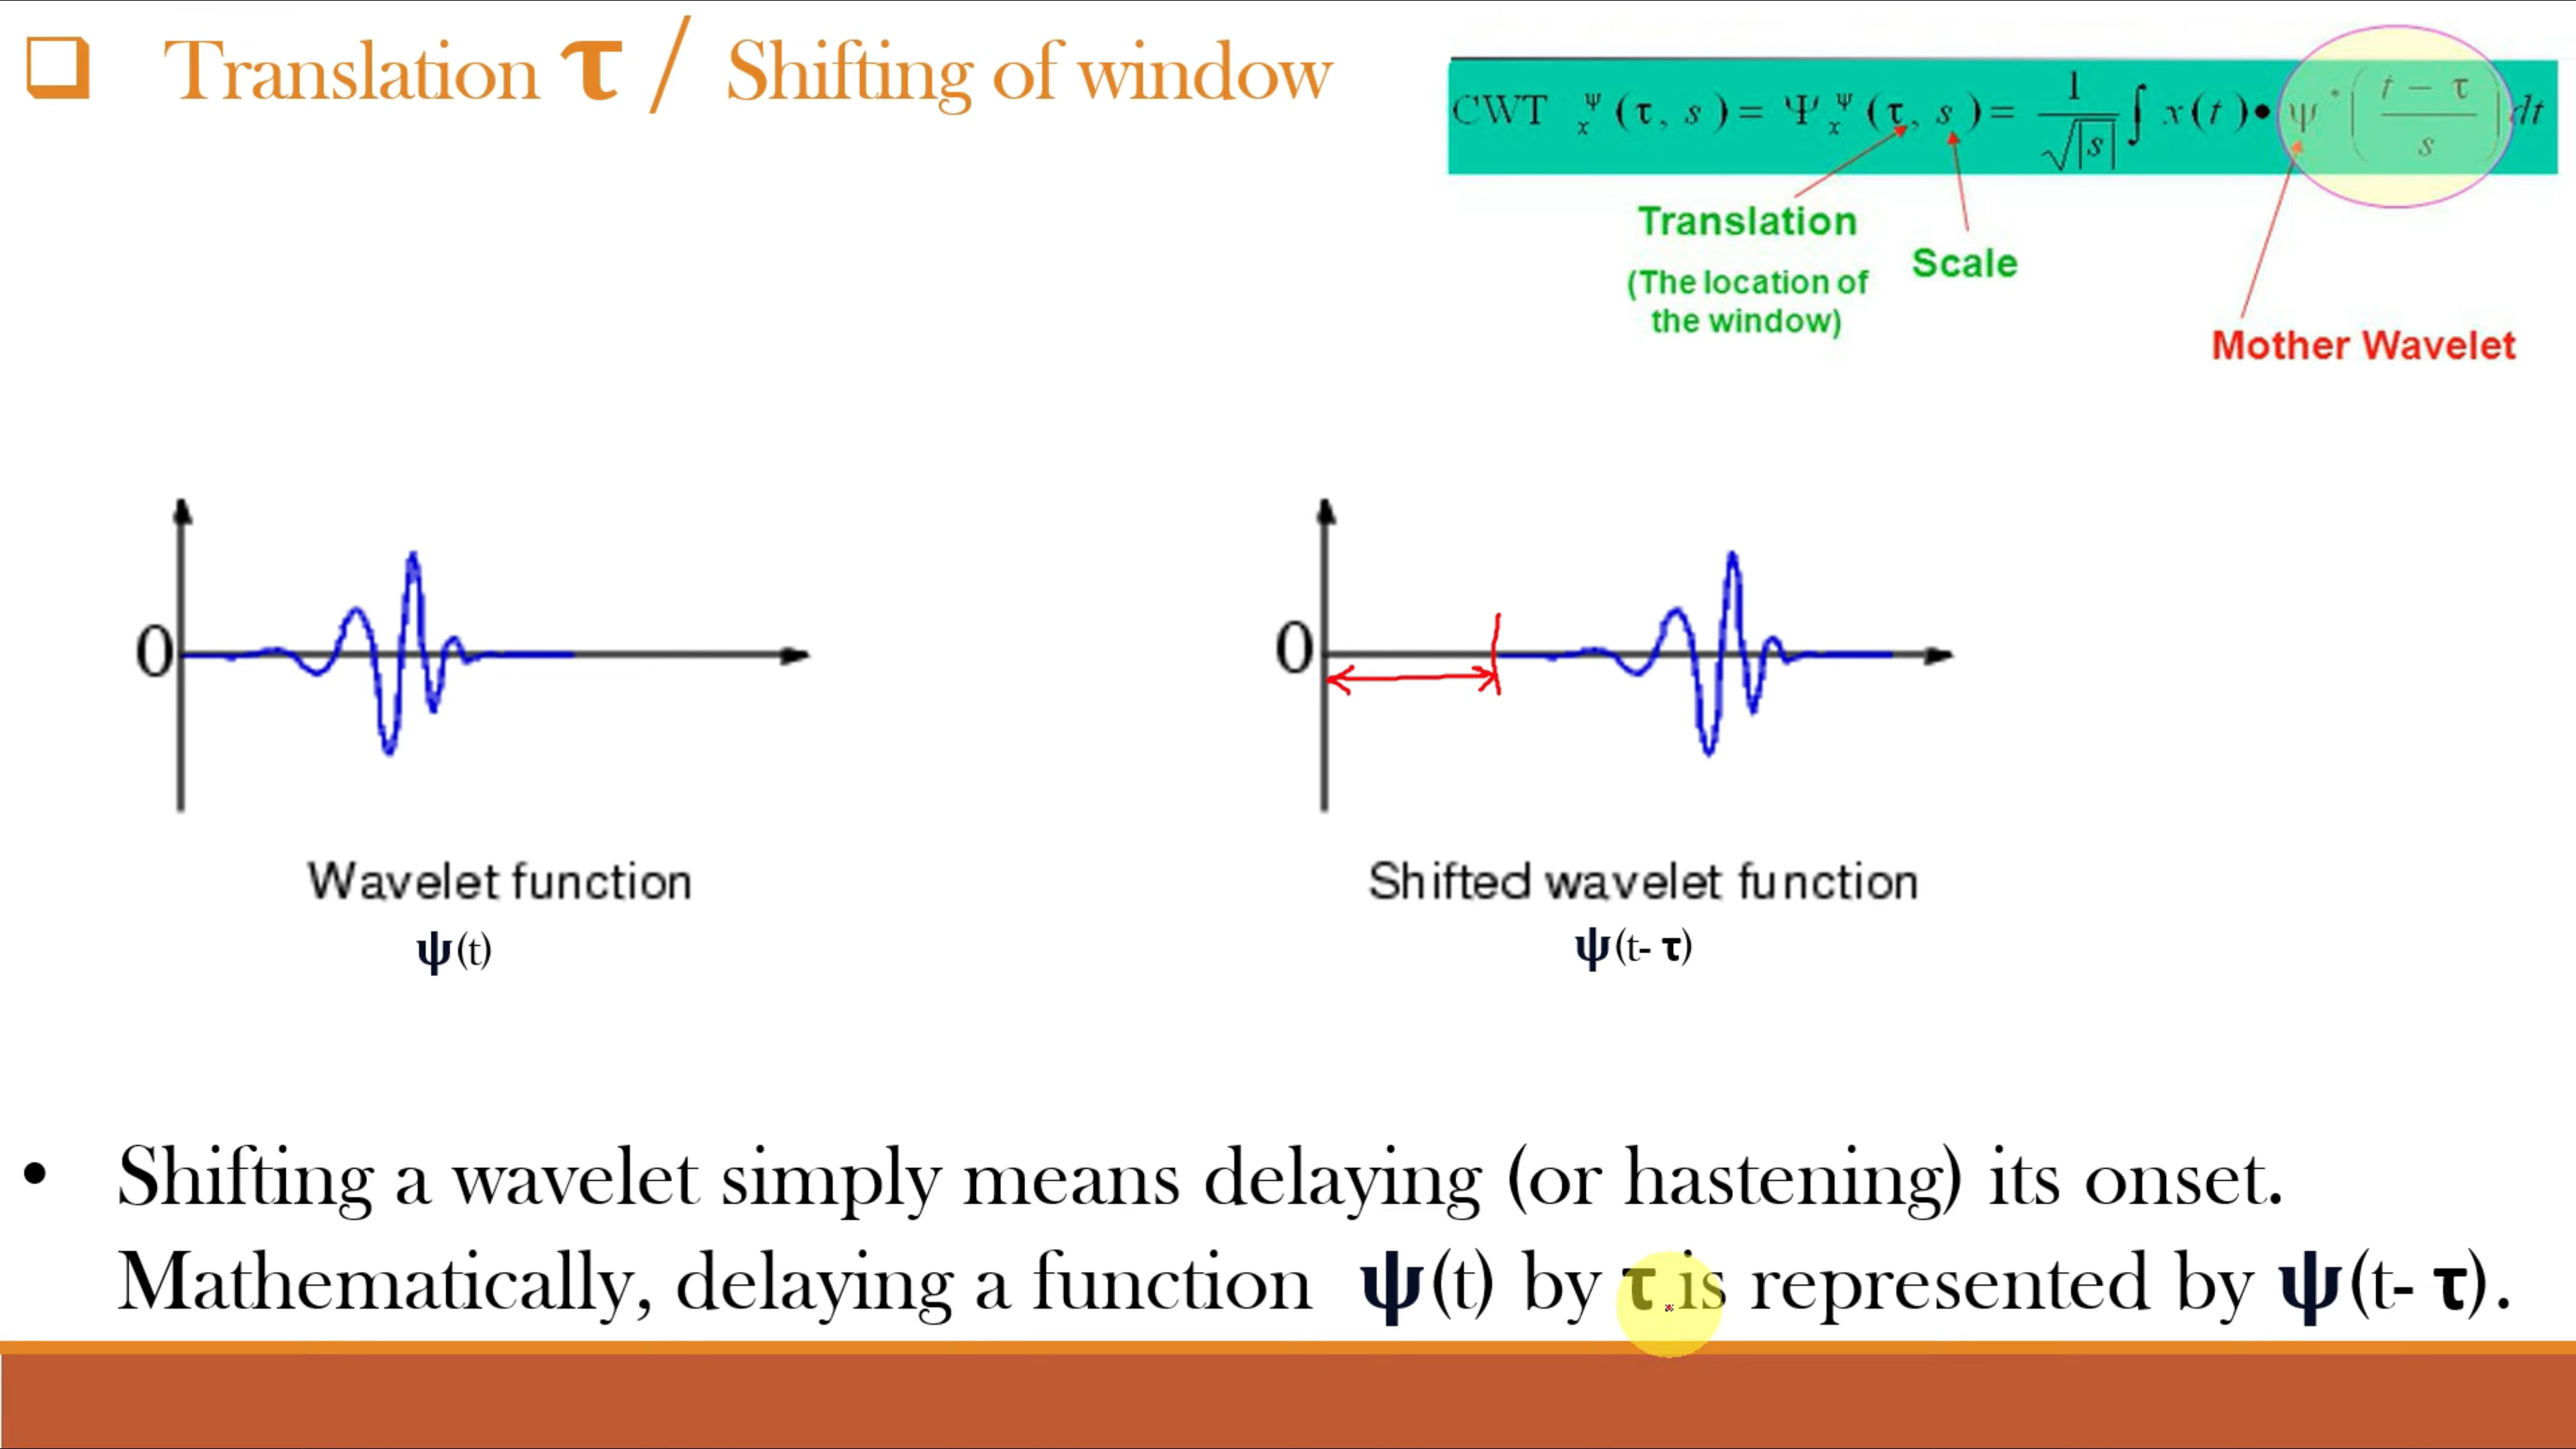 Translation τ / Shifting of window
CWT ψ x (τ, s) = Ψ ψ x (τ, s) = 1 / √|s| ∫ x(t) • ψ* ( t − τ / s ) dt
Translation
(The location of
the window)
Scale
Mother Wavelet
0
0
Wavelet function
ψ(t)
Shifted wavelet function
ψ(t- τ)
• Shifting a wavelet simply means delaying (or hastening) its onset.
Mathematically, delaying a function ψ(t) by τ is represented by ψ(t- τ).